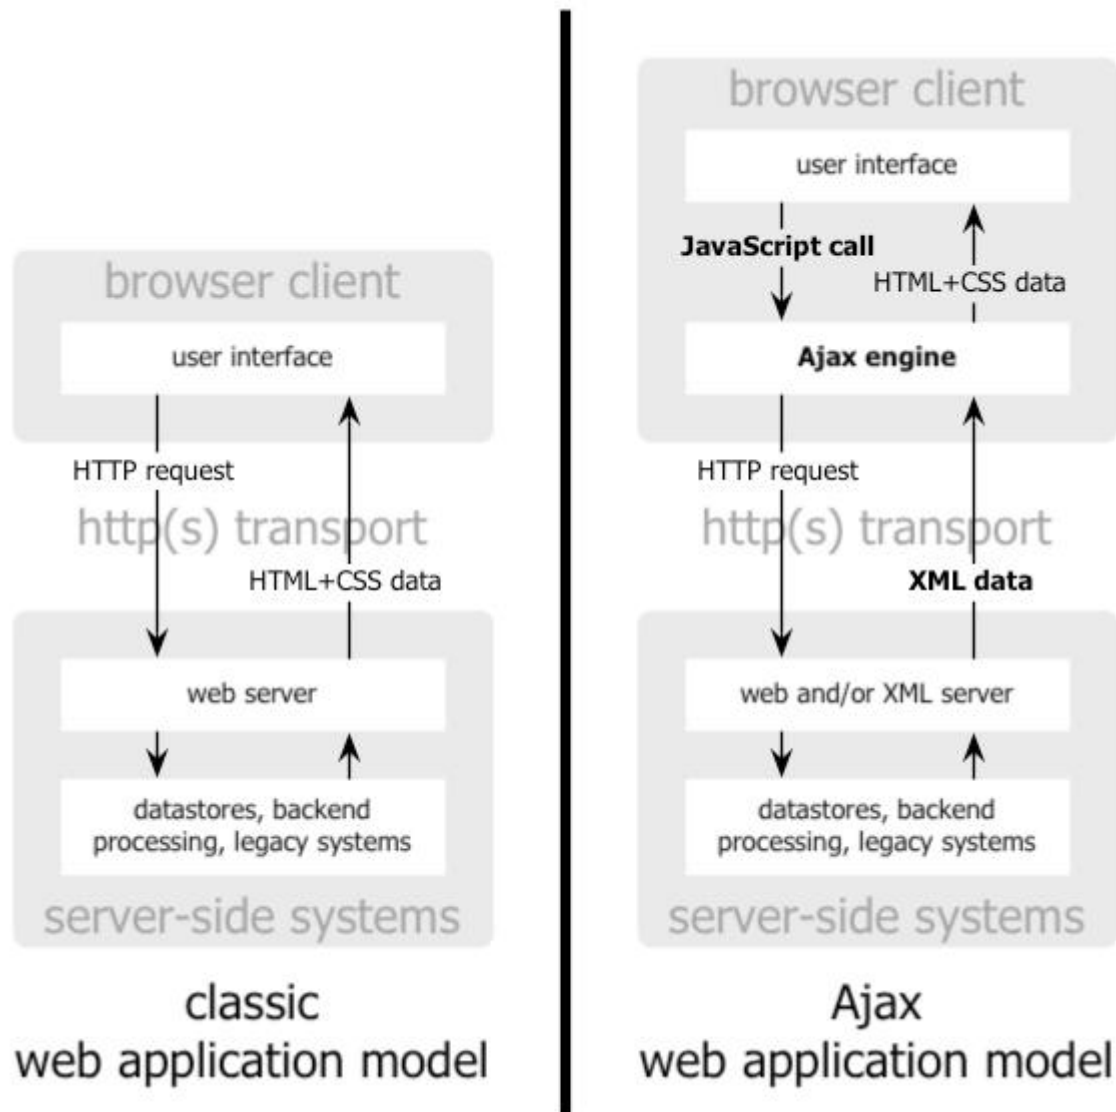 browser client
user interface
HTTP request
http(s) transport
HTML+CSS data
web server
datastores, backend
processing, legacy systems
server-side systems
classic
web application model
browser client
user interface
JavaScript call
HTML+CSS data
Ajax engine
HTTP request
http(s) transport
XML data
web and/or XML server
datastores, backend
processing, legacy systems
server-side systems
Ajax
web application model